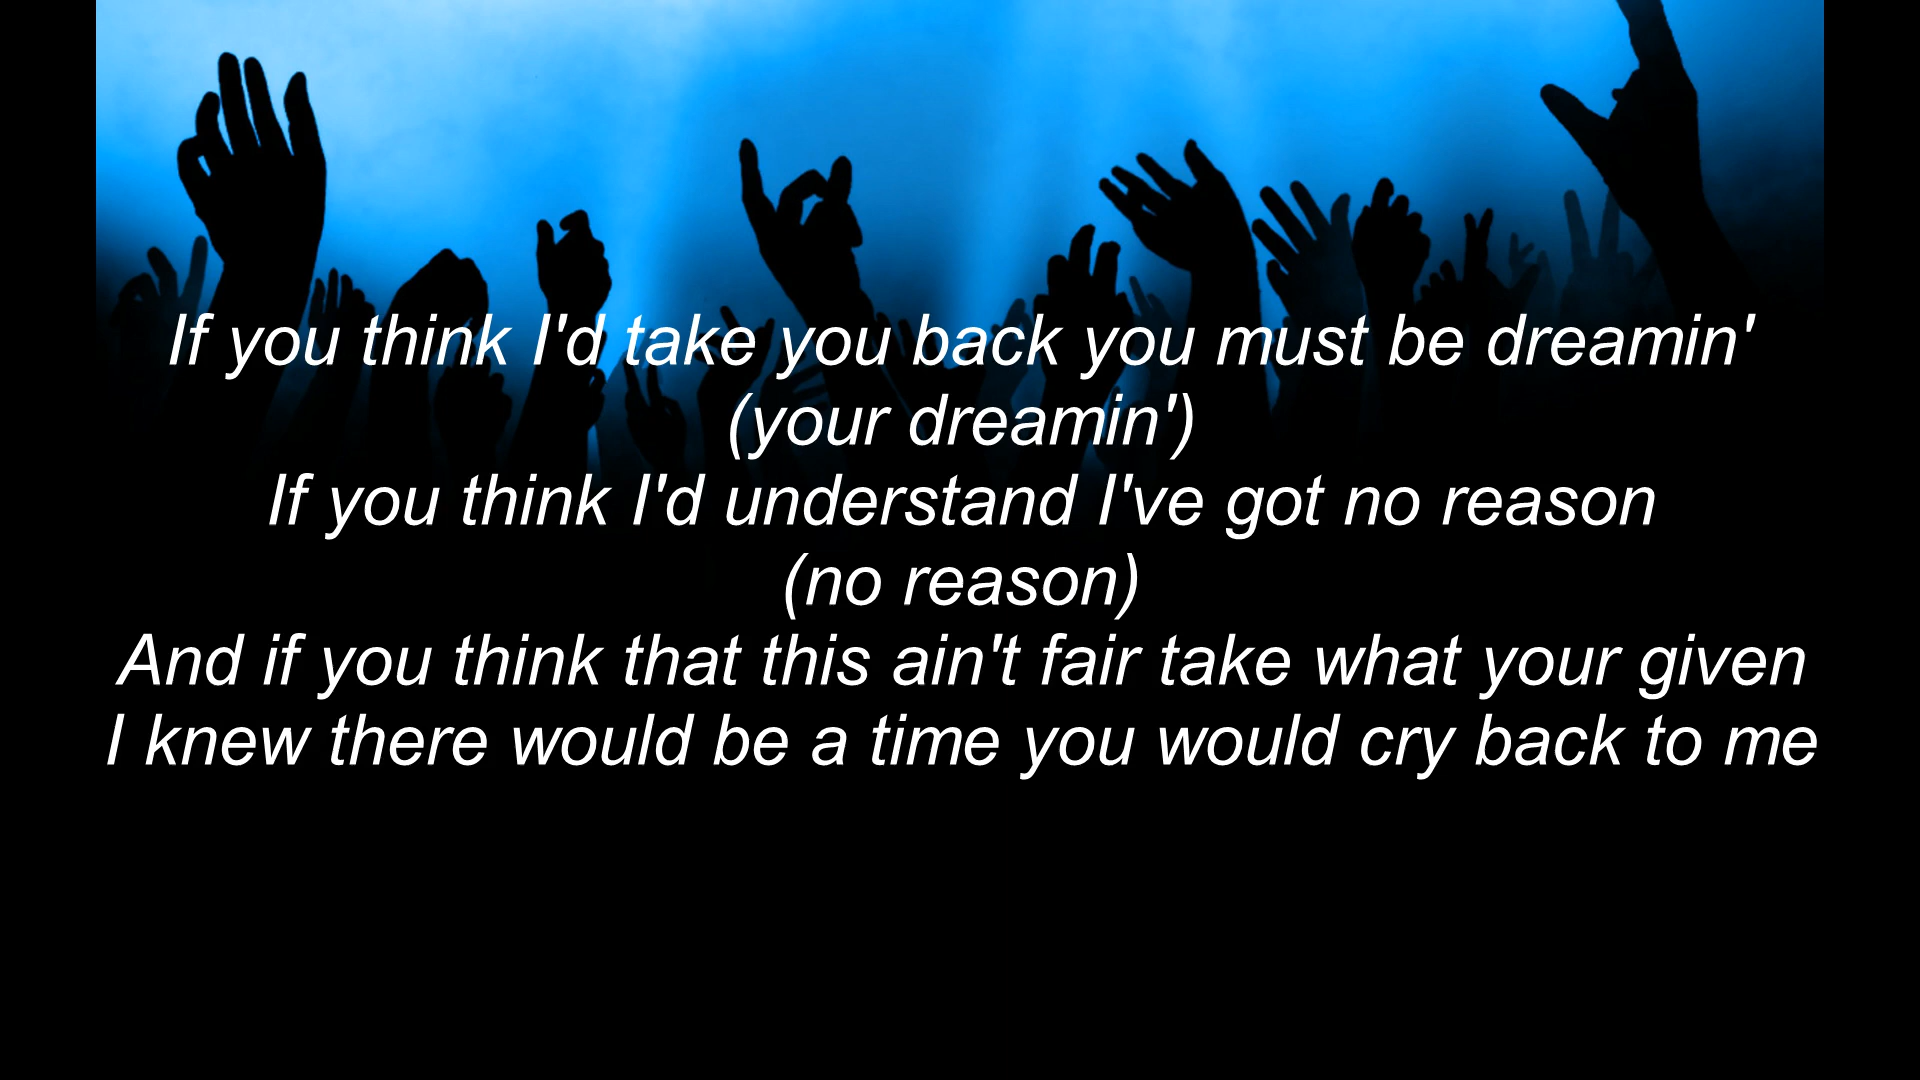 If you think I'd take you back you must be dreamin'
(your dreamin')
If you think I'd understand I've got no reason
(no reason)
And if you think that this ain't fair take what your given
I knew there would be a time you would cry back to me